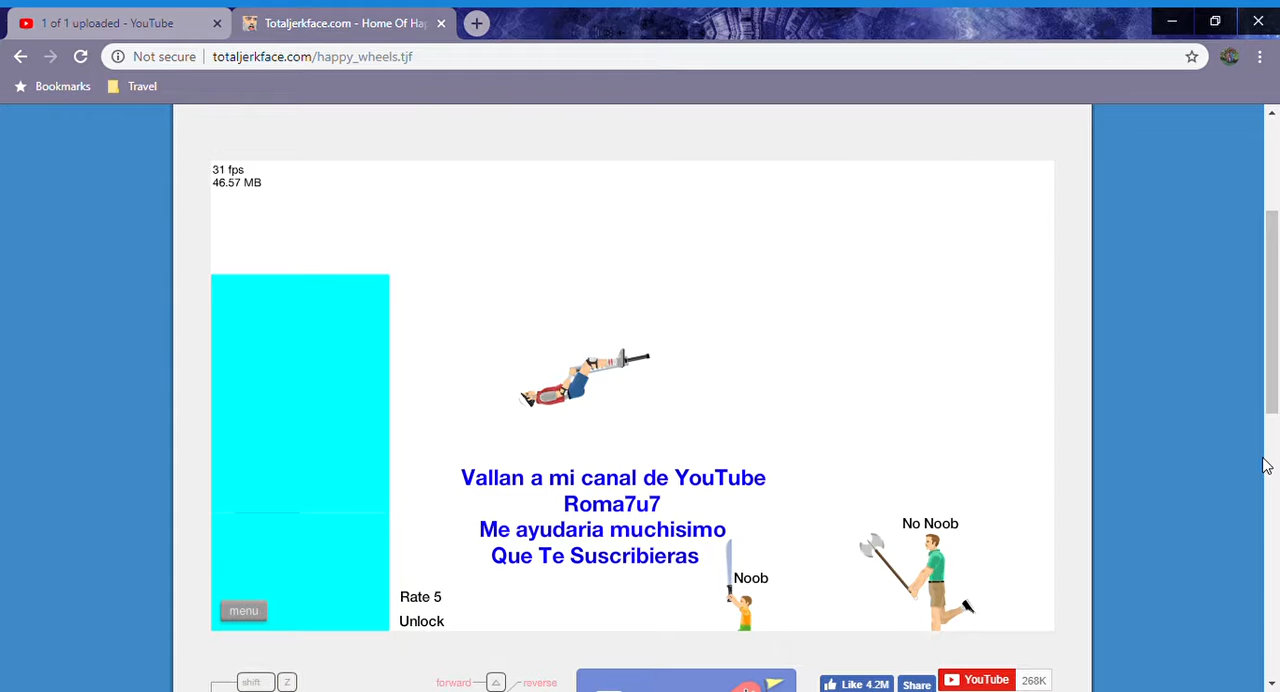 1 of 1 uploaded - YouTube
Totaljerkface.com - Home Of Ha
Not secure
totaljerkface.com/happy_wheels.tjf
Bookmarks
Travel
31 fps
46.57 MB
Vallan a mi canal de YouTube
Roma7u7
Me ayudaria muchisimo
Que Te Suscribieras
No Noob
Noob
Rate 5
Unlock
menu
shift
Z
forward
reverse
Like 4.2M
Share
YouTube
268K